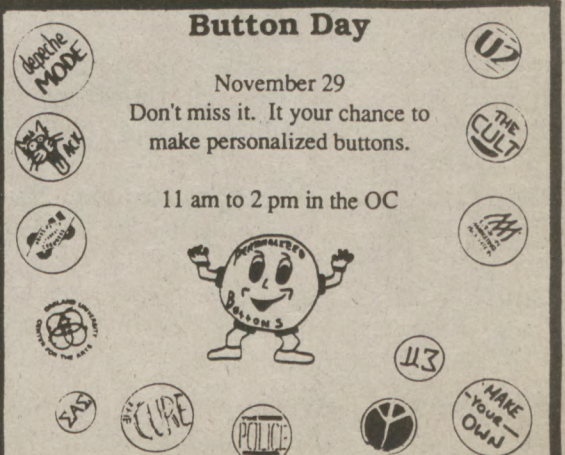 Button Day
November 29
Don't miss it. It your chance to
make personalized buttons.
11 am to 2 pm in the OC
depeche
MODE
U2
THE
CULT
ACK
PERSONALIZED
BUTTONS
OAKLAND UNIVERSITY
CENTER FOR THE ARTS
ΣΑΣ
THE
CURE
THE
POLICE
MAKE
-YOUR-
OWN